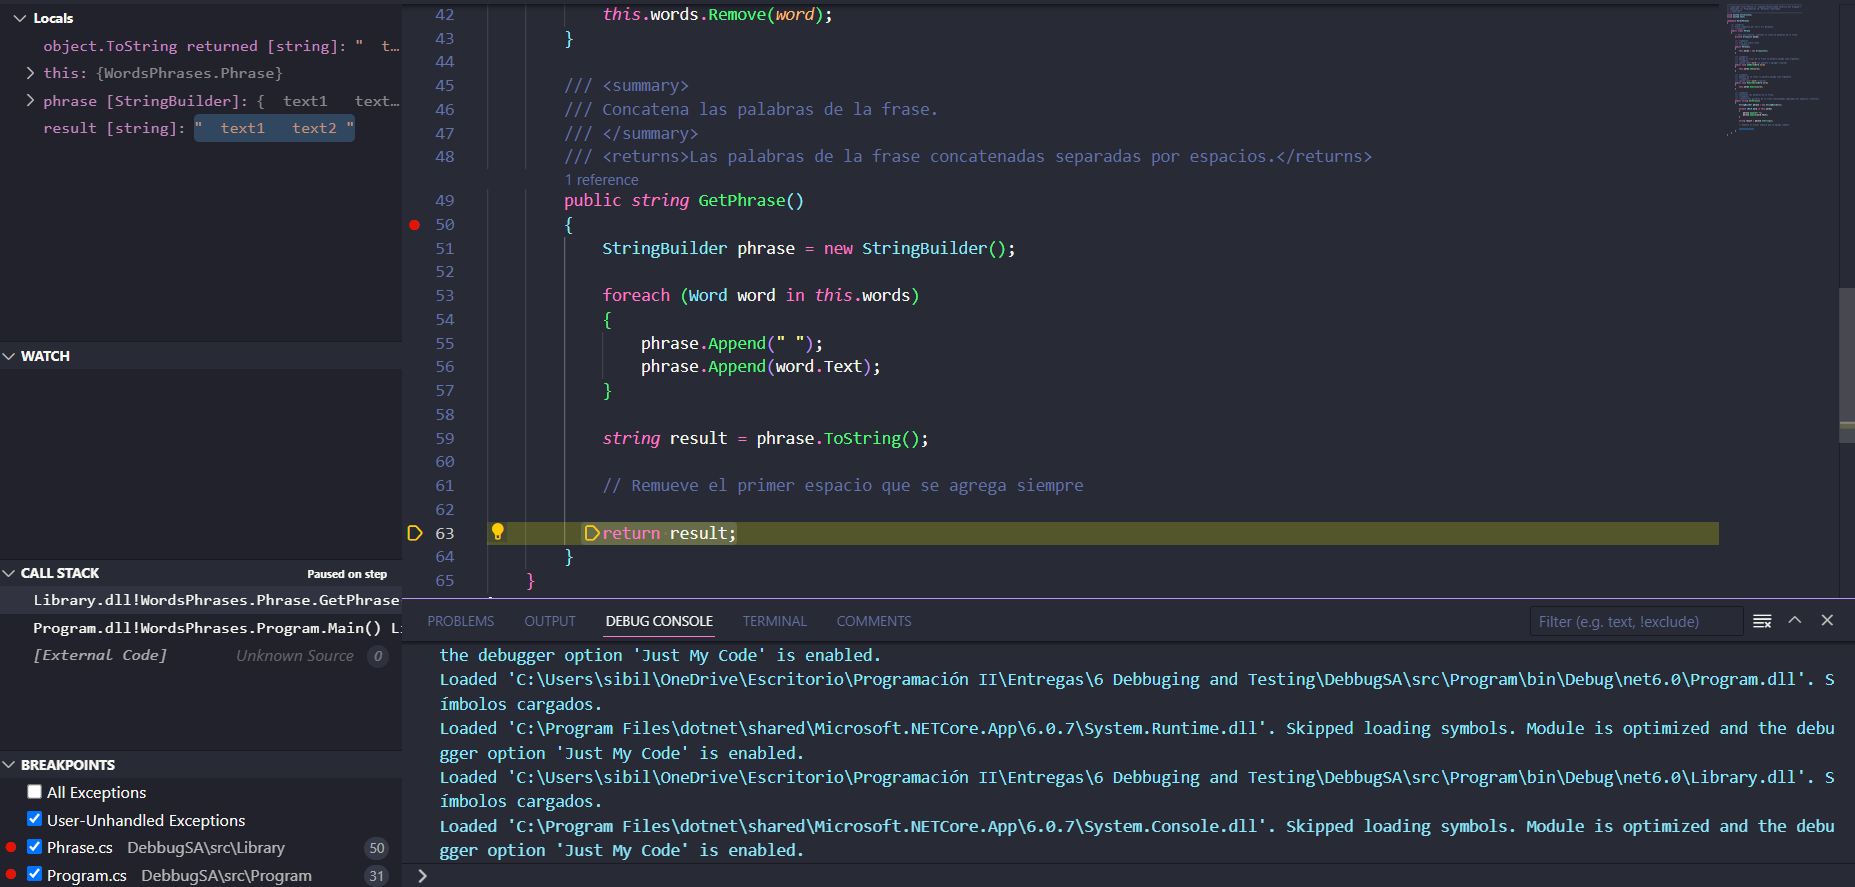 Locals
object.ToString returned [string]: "  t…
this: {WordsPhrases.Phrase}
phrase [StringBuilder]: {  text1   text…
result [string]: "  text1   text2 "
WATCH
CALL STACK
Paused on step
Library.dll!WordsPhrases.Phrase.GetPhrase
Program.dll!WordsPhrases.Program.Main() L
[External Code]
Unknown Source
0
BREAKPOINTS
All Exceptions
User-Unhandled Exceptions
Phrase.cs DebbugSA\src\Library 50
Program.cs DebbugSA\src\Program 31
42 this.words.Remove(word);
43 }
44
45 /// <summary>
46 /// Concatena las palabras de la frase.
47 /// </summary>
48 /// <returns>Las palabras de la frase concatenadas separadas por espacios.</returns>
1 reference
49 public string GetPhrase()
50 {
51 StringBuilder phrase = new StringBuilder();
52
53 foreach (Word word in this.words)
54 {
55 phrase.Append(" ");
56 phrase.Append(word.Text);
57 }
58
59 string result = phrase.ToString();
60
61 // Remueve el primer espacio que se agrega siempre
62
63 return result;
64 }
65 }
PROBLEMS OUTPUT DEBUG CONSOLE TERMINAL COMMENTS
Filter (e.g. text, !exclude)
the debugger option 'Just My Code' is enabled.
Loaded 'C:\Users\sibil\OneDrive\Escritorio\Programación II\Entregas\6 Debbuging and Testing\DebbugSA\src\Program\bin\Debug\net6.0\Program.dll'. S
ímbolos cargados.
Loaded 'C:\Program Files\dotnet\shared\Microsoft.NETCore.App\6.0.7\System.Runtime.dll'. Skipped loading symbols. Module is optimized and the debu
gger option 'Just My Code' is enabled.
Loaded 'C:\Users\sibil\OneDrive\Escritorio\Programación II\Entregas\6 Debbuging and Testing\DebbugSA\src\Program\bin\Debug\net6.0\Library.dll'. S
ímbolos cargados.
Loaded 'C:\Program Files\dotnet\shared\Microsoft.NETCore.App\6.0.7\System.Console.dll'. Skipped loading symbols. Module is optimized and the debu
gger option 'Just My Code' is enabled.